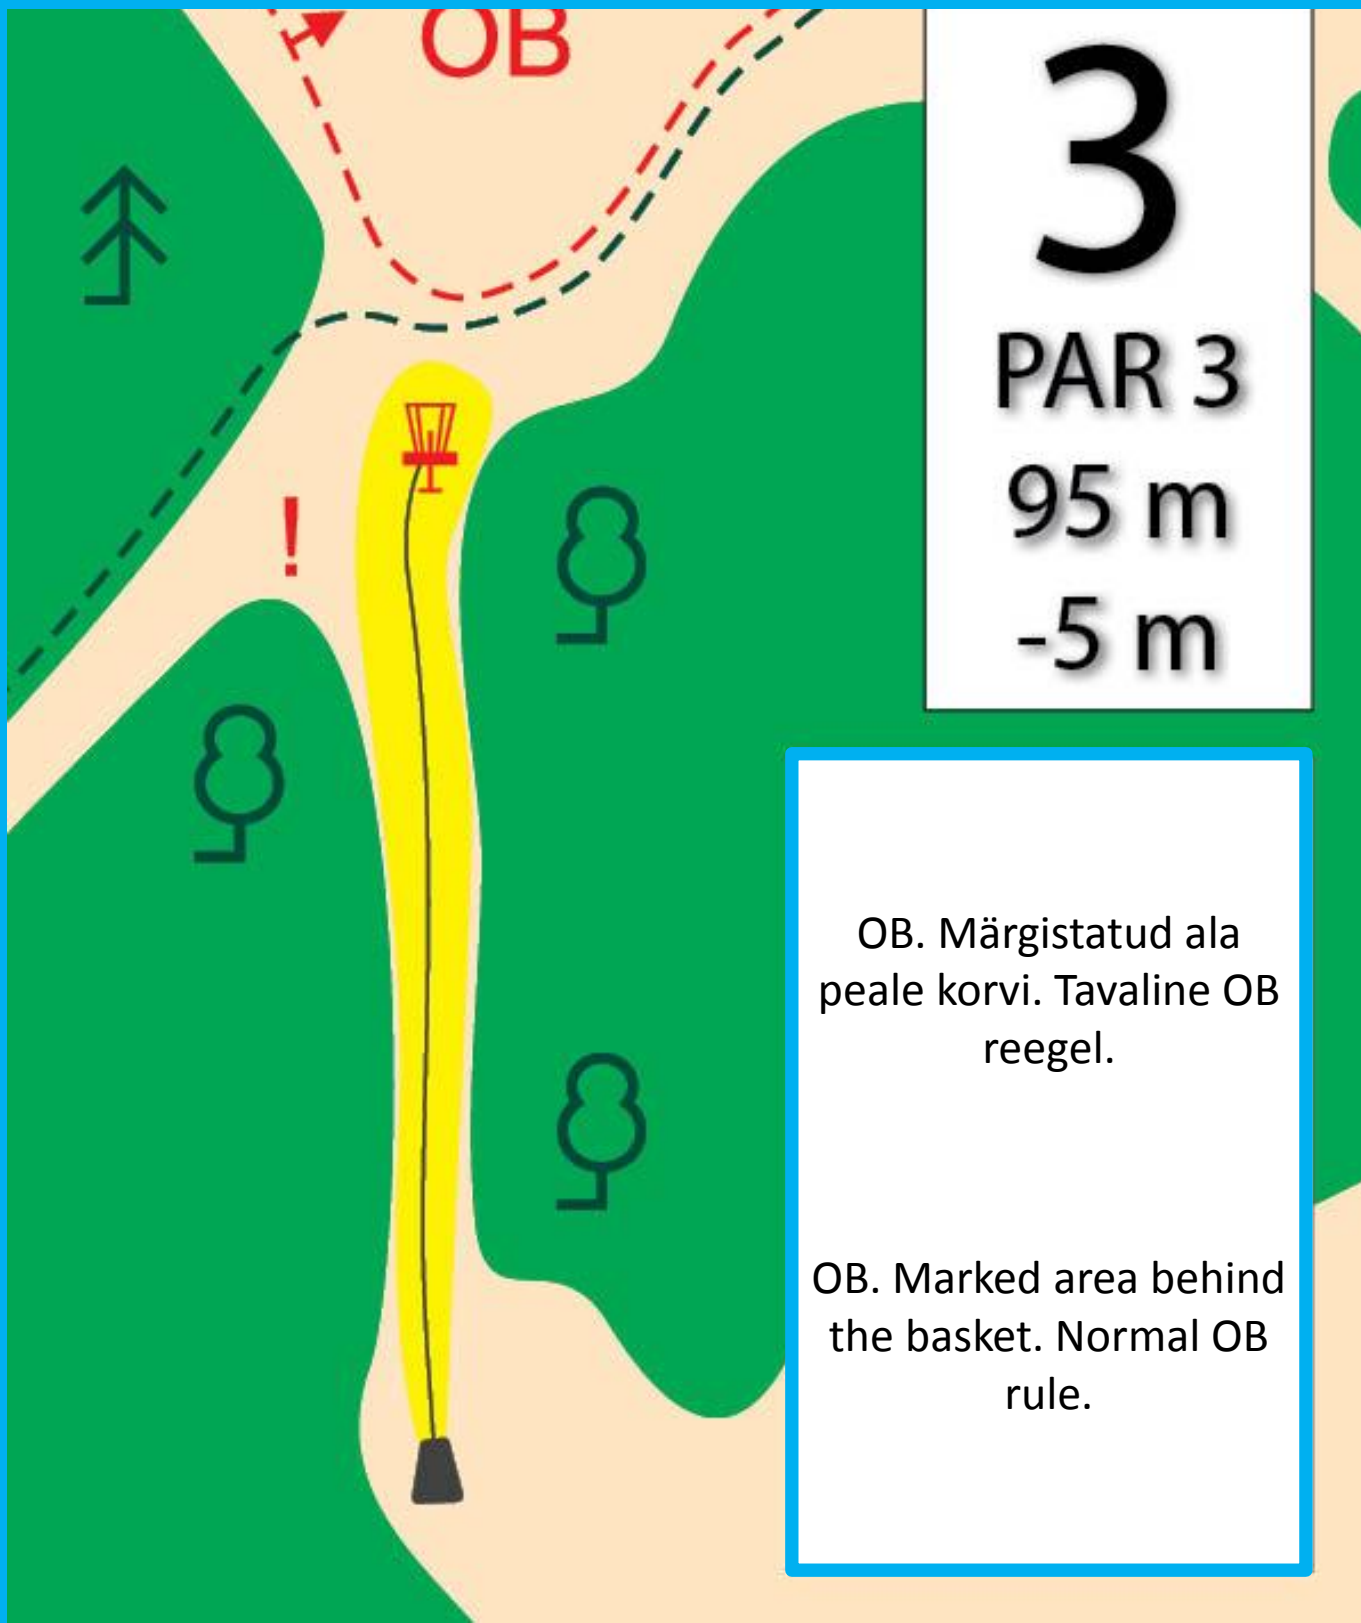 OB
3
PAR 3
95 m
-5 m
!
OB. Märgistatud ala
peale korvi. Tavaline OB
reegel.
OB. Marked area behind
the basket. Normal OB
rule.